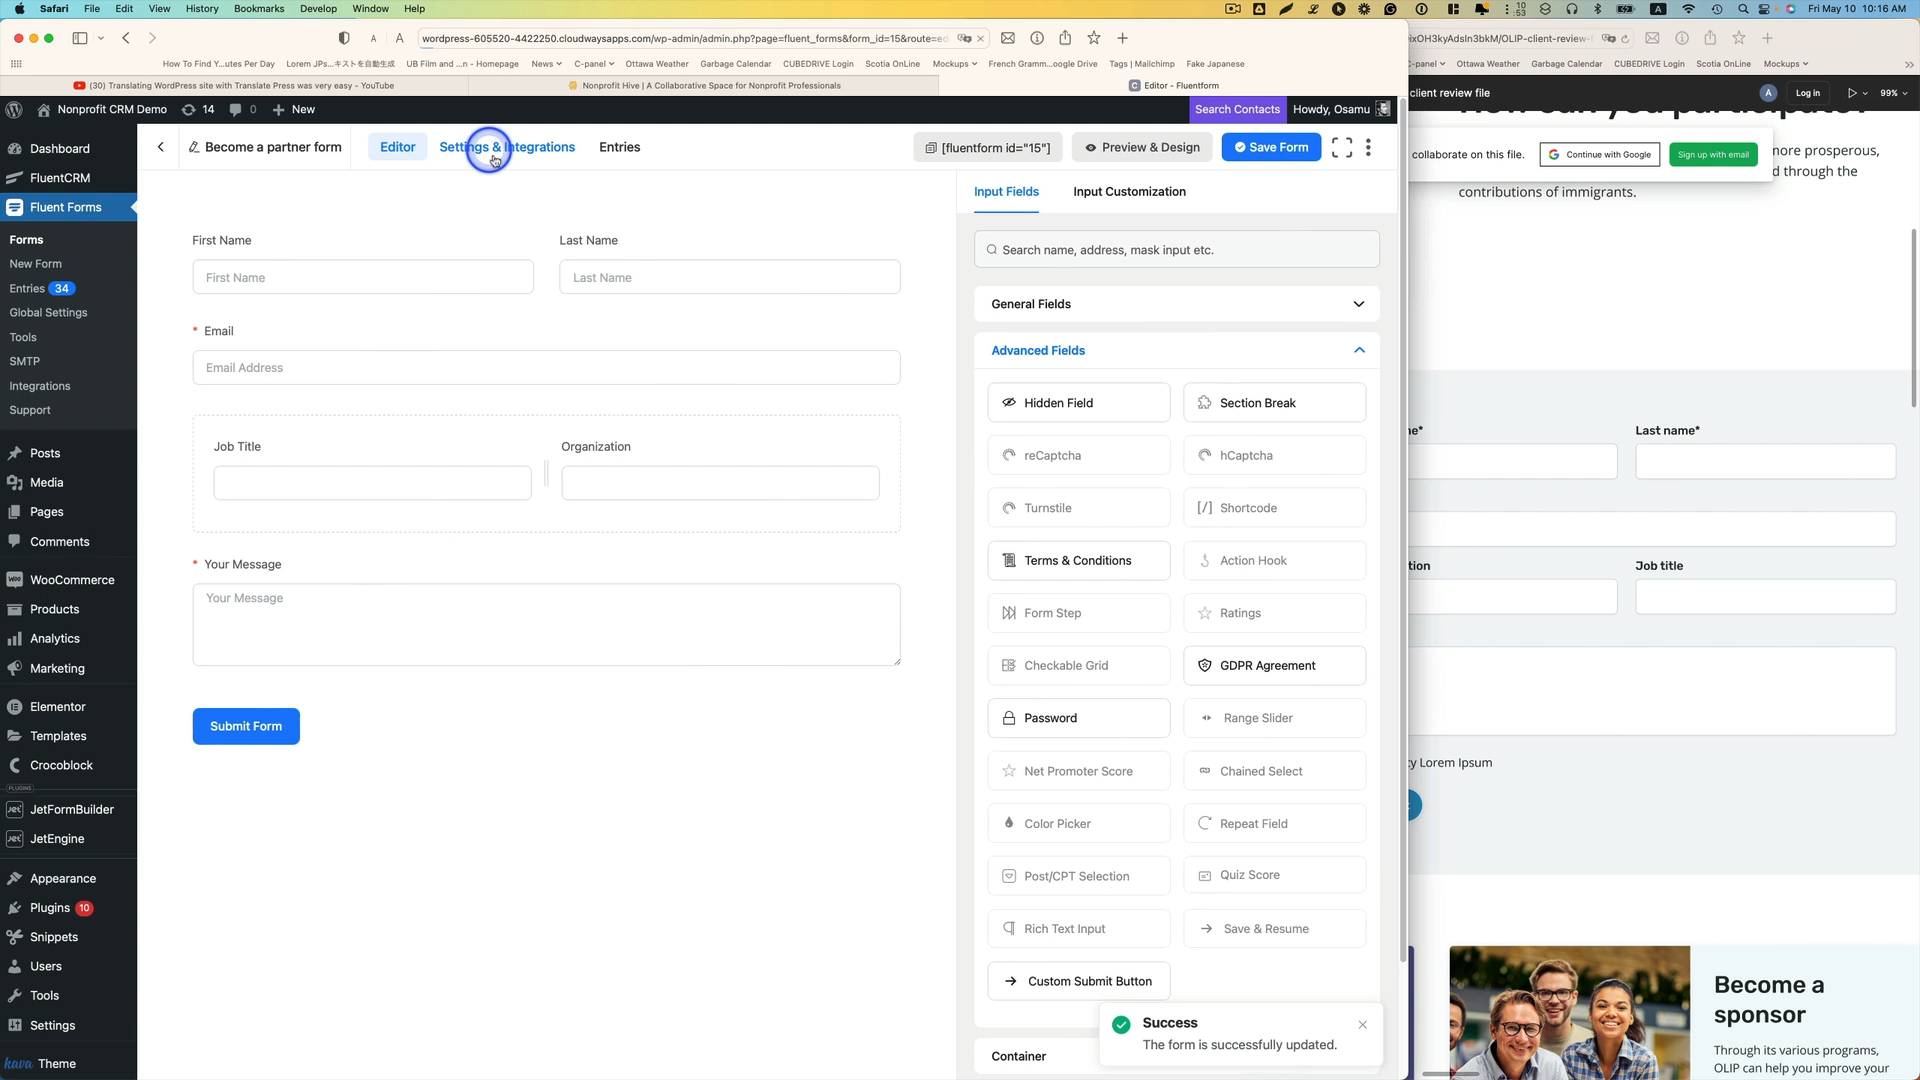 Safari File Edit View History Bookmarks Develop Window Help
10
:53
A
Fri May 10 10:16 AM
A A
wordpress-605520-4422250.cloudwaysapps.com/wp-admin/admin.php?page=fluent_forms&form_id=15&route=ed
ixOH3kyAdsIn3bkM/OLIP-client-review-
How To Find Y...utes Per Day
Lorem JPs...キストを自動生成
UB Film and ...n - Homepage
News
C-panel
Ottawa Weather
Garbage Calendar
CUBEDRIVE Login
Scotia OnLine
Mockups
French Gramm...oogle Drive
Tags | Mailchimp
Fake Japanese
C-panel
Ottawa Weather
Garbage Calendar
CUBEDRIVE Login
Scotia OnLine
Mockups
(30) Translating WordPress site with Translate Press was very easy - YouTube
Nonprofit Hive | A Collaborative Space for Nonprofit Professionals
Editor - Fluentform
client review file
A
Log in
99%
Nonprofit CRM Demo
14
0
New
Search Contacts
Howdy, Osamu
Become a partner form
Editor
Settings & Integrations
Entries
[fluentform id="15"]
Preview & Design
Save Form
Dashboard
FluentCRM
Fluent Forms
Forms
New Form
Entries 34
Global Settings
Tools
SMTP
Integrations
Support
Posts
Media
Pages
Comments
WooCommerce
Products
Analytics
Marketing
Elementor
Templates
Crocoblock
PLUGINS
JetFormBuilder
JetEngine
Appearance
Plugins 10
Snippets
Users
Tools
Settings
kava Theme
First Name
First Name
Last Name
Last Name
* Email
Email Address
Job Title
Organization
* Your Message
Your Message
Submit Form
Input Fields
Input Customization
Search name, address, mask input etc.
General Fields
Advanced Fields
Hidden Field
Section Break
reCaptcha
hCaptcha
Turnstile
[/] Shortcode
Terms & Conditions
Action Hook
Form Step
Ratings
Checkable Grid
GDPR Agreement
Password
Range Slider
Net Promoter Score
Chained Select
Color Picker
Repeat Field
Post/CPT Selection
Quiz Score
Rich Text Input
Save & Resume
Custom Submit Button
Container
Success
The form is successfully updated.
How can you participate?
collaborate on this file.
Continue with Google
Sign up with email
more prosperous,
d through the
contributions of immigrants.
ne*
Last name*
tion
Job title
cy Lorem Ipsum
Become a
sponsor
Through its various programs,
OLIP can help you improve your